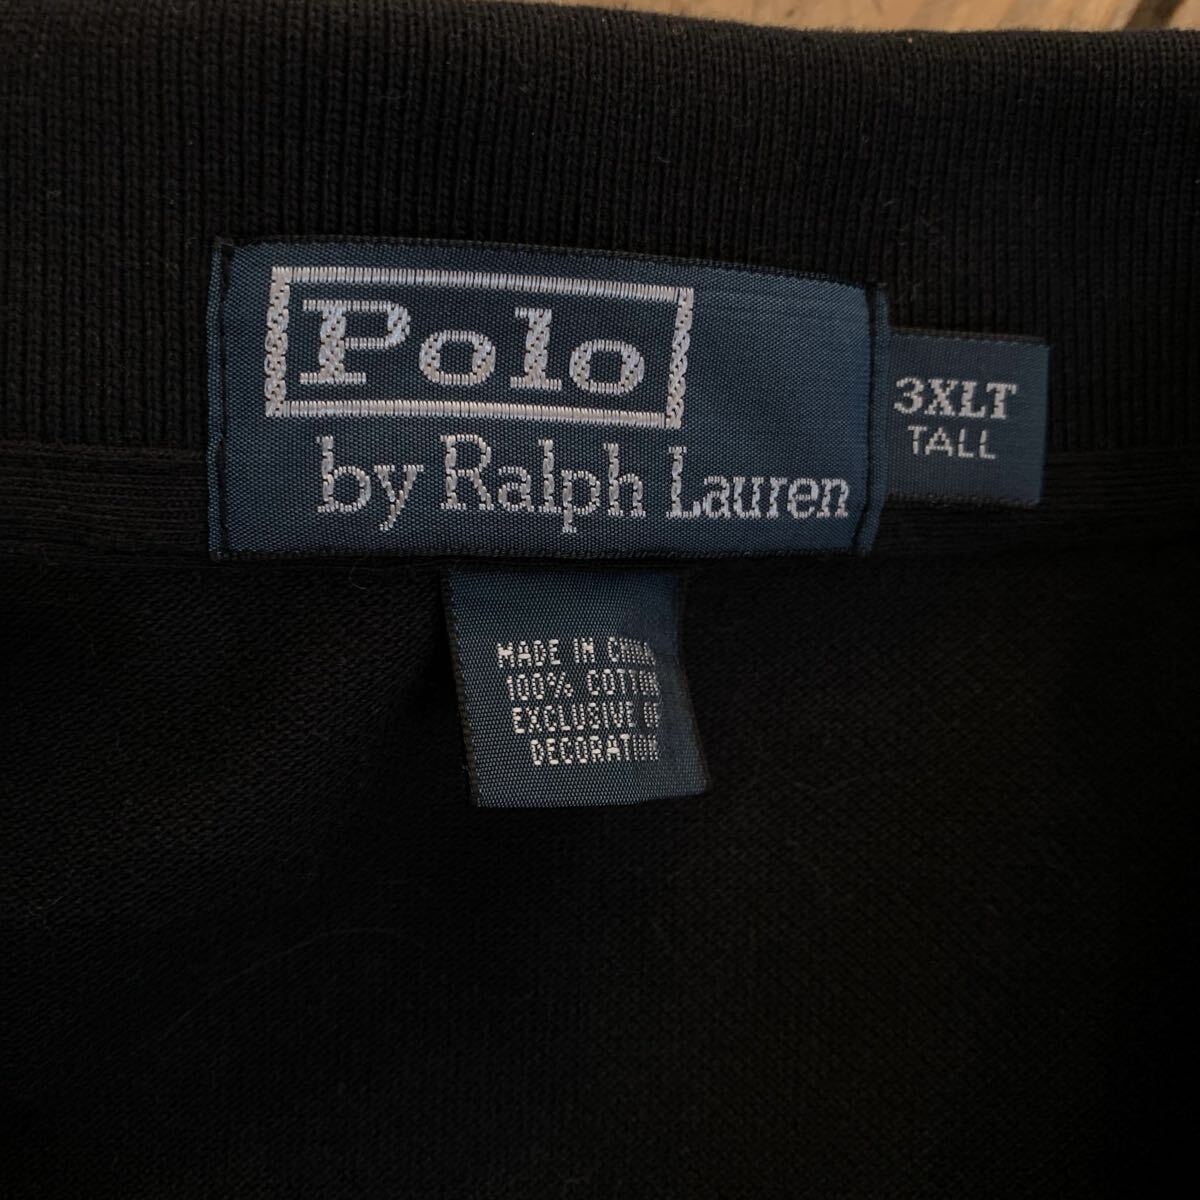 Polo
by Ralph Lauren
3XLT
TALL
MADE IN CHINA
100% COTTON
EXCLUSIVE OF
DECORATION